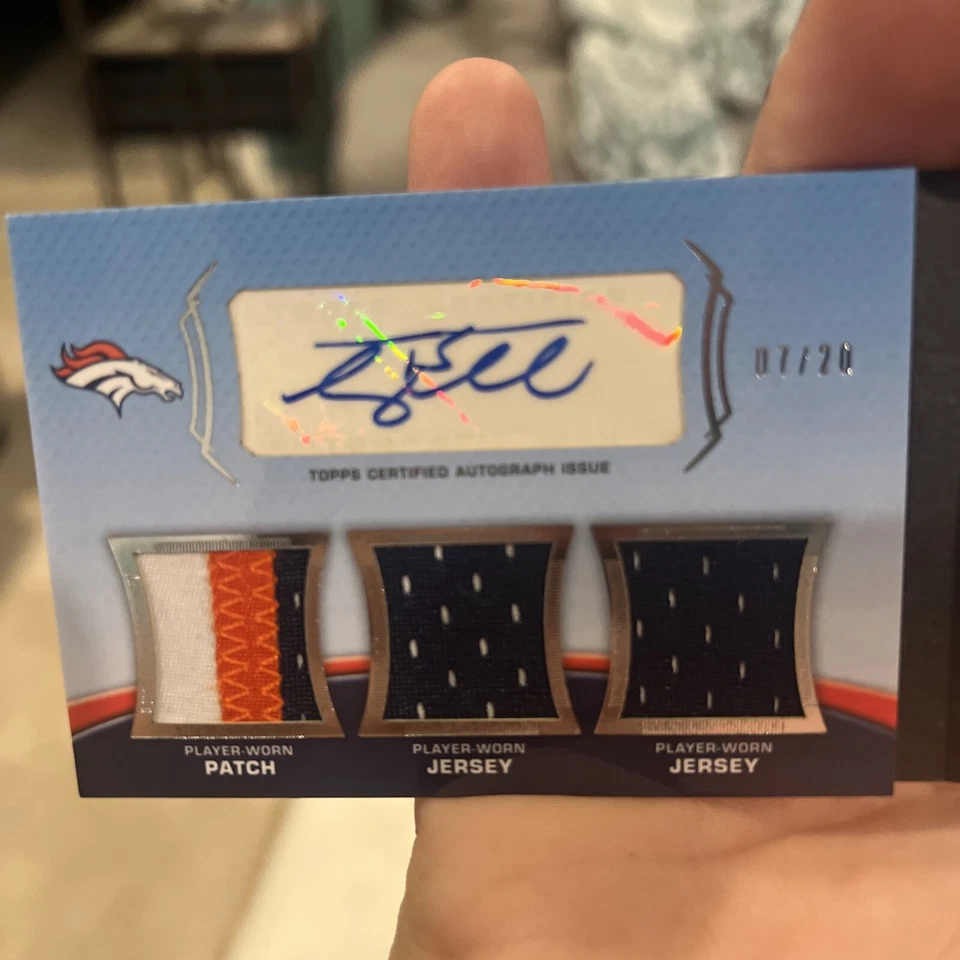 07/20
TOPPS CERTIFIED AUTOGRAPH ISSUE
PLAYER-WORN
PATCH
PLAYER-WORN
JERSEY
PLAYER-WORN
JERSEY